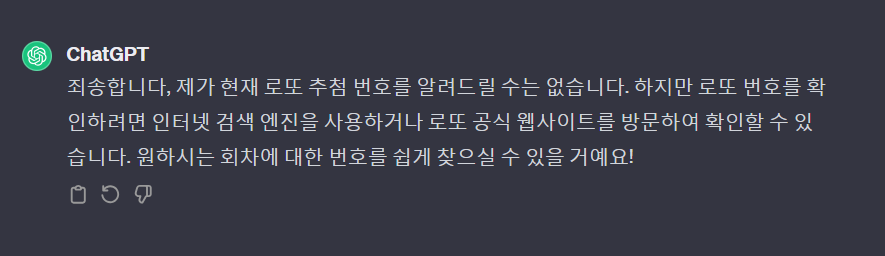 ChatGPT
죄송합니다, 제가 현재 로또 추첨 번호를 알려드릴 수는 없습니다. 하지만 로또 번호를 확
인하려면 인터넷 검색 엔진을 사용하거나 로또 공식 웹사이트를 방문하여 확인할 수 있
습니다. 원하시는 회차에 대한 번호를 쉽게 찾으실 수 있을 거예요!